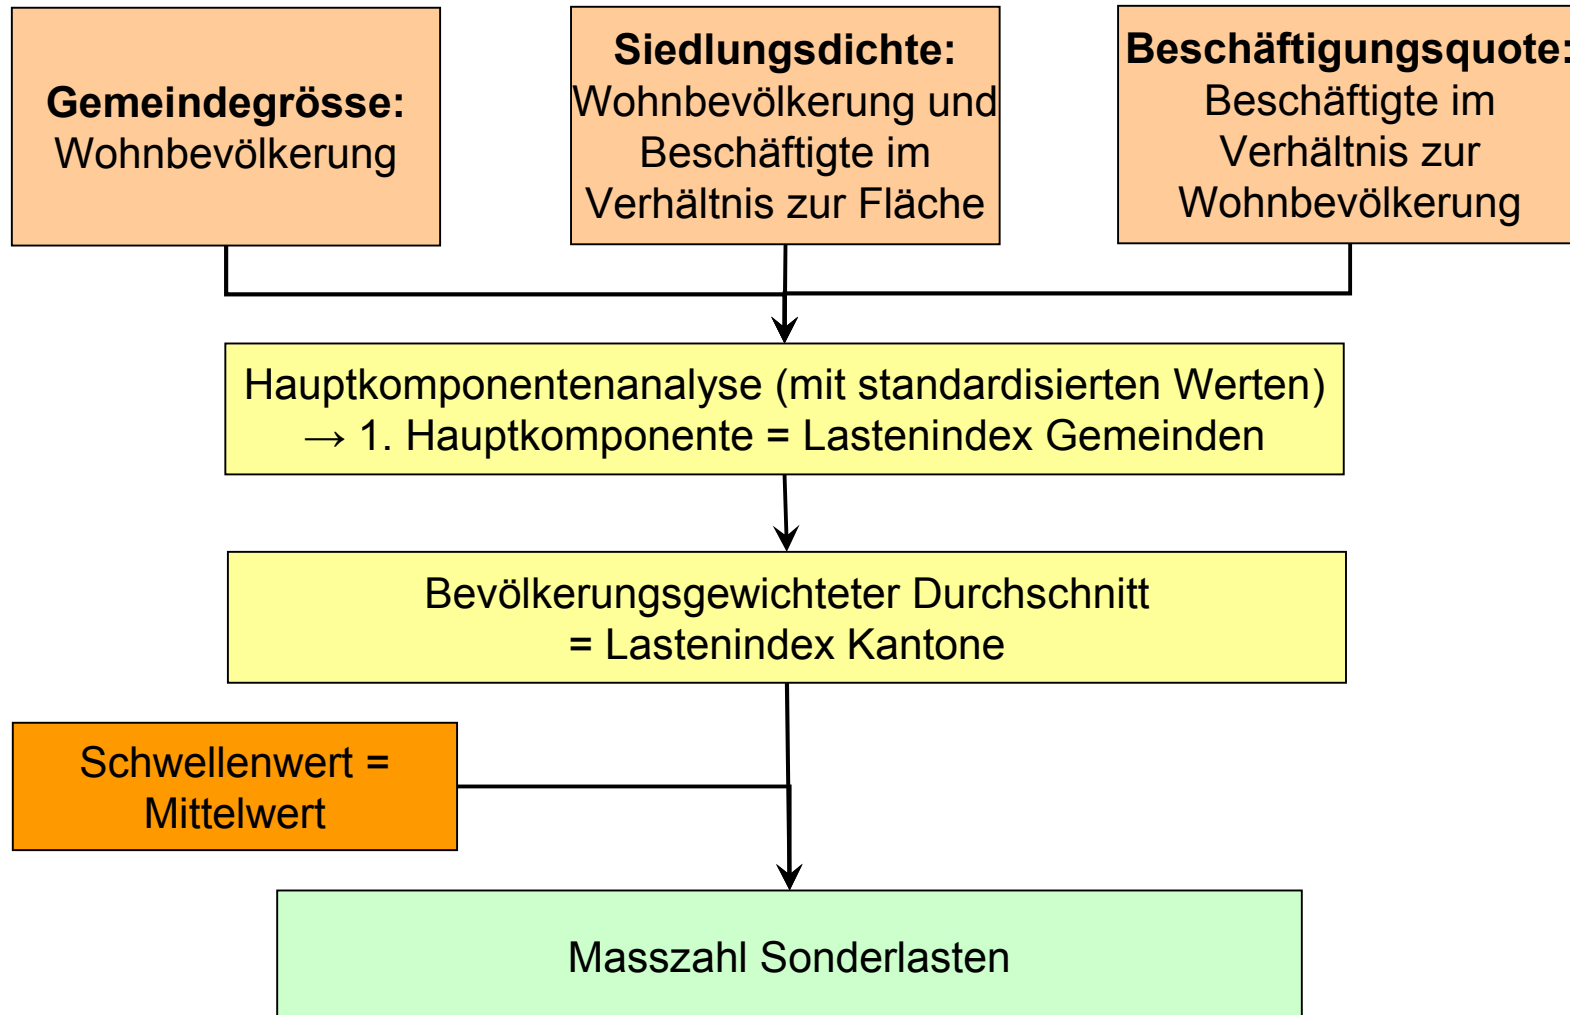 Gemeindegrösse:
Wohnbevölkerung
Siedlungsdichte:
Wohnbevölkerung und
Beschäftigte im
Verhältnis zur Fläche
Beschäftigungsquote:
Beschäftigte im
Verhältnis zur
Wohnbevölkerung
Hauptkomponentenanalyse (mit standardisierten Werten)
→ 1. Hauptkomponente = Lastenindex Gemeinden
Bevölkerungsgewichteter Durchschnitt
= Lastenindex Kantone
Schwellenwert =
Mittelwert
Masszahl Sonderlasten